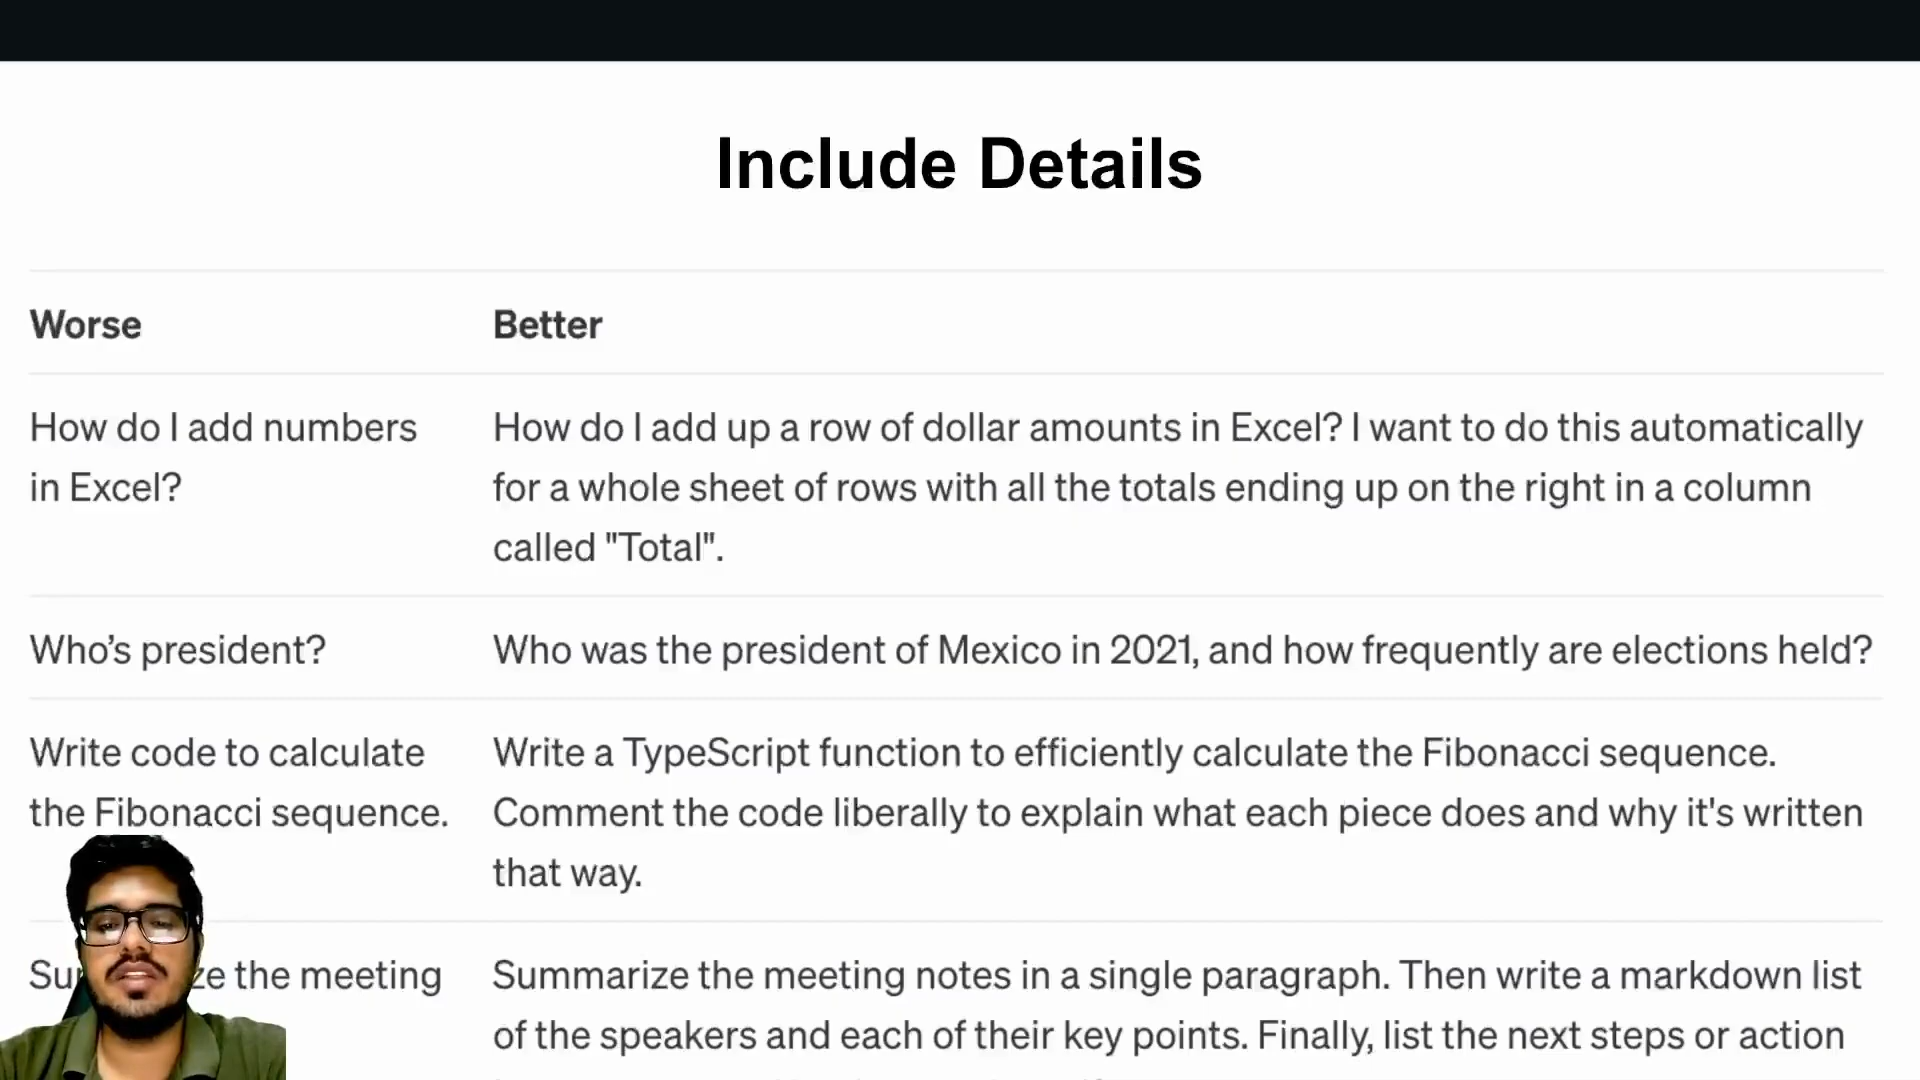 Include Details
Worse
Better
How do I add numbers
in Excel?
How do I add up a row of dollar amounts in Excel? I want to do this automatically
for a whole sheet of rows with all the totals ending up on the right in a column
called "Total".
Who’s president?
Who was the president of Mexico in 2021, and how frequently are elections held?
Write code to calculate
the Fibonacci sequence.
Write a TypeScript function to efficiently calculate the Fibonacci sequence.
Comment the code liberally to explain what each piece does and why it's written
that way.
the meeting
Summarize the meeting notes in a single paragraph. Then write a markdown list
of the speakers and each of their key points. Finally, list the next steps or action